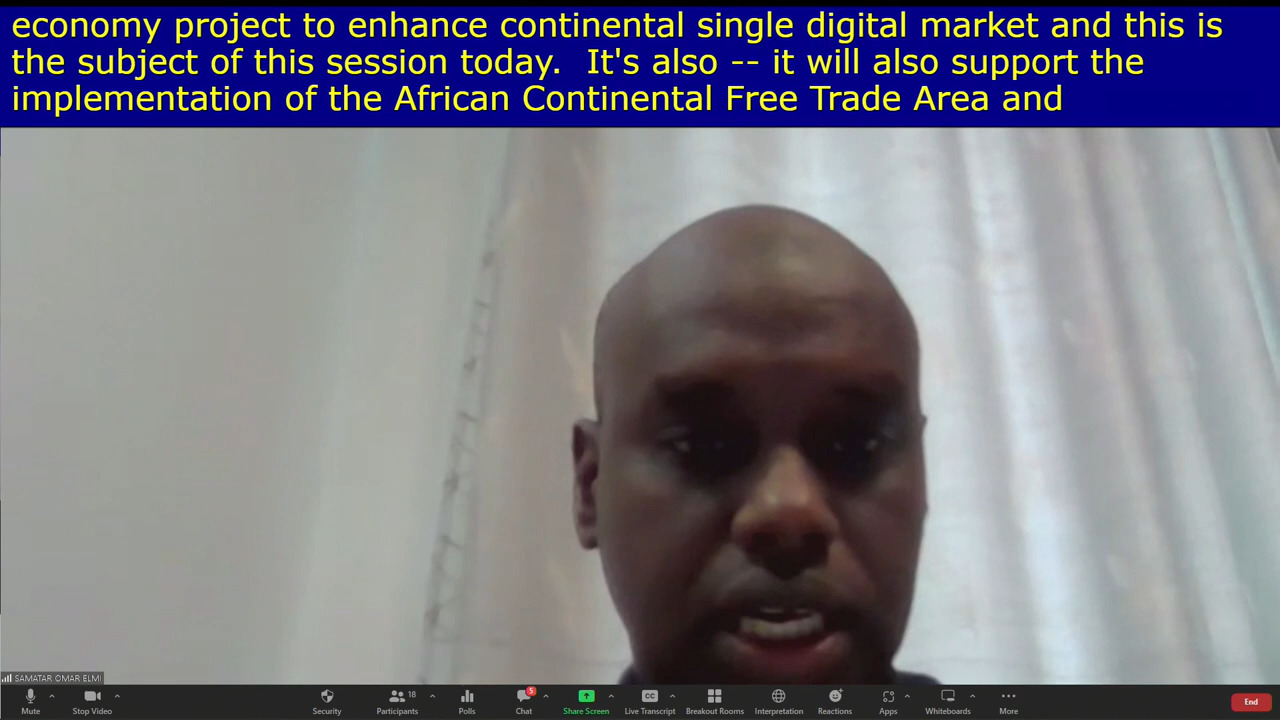 economy project to enhance continental single digital market and this is
the subject of this session today.  It's also -- it will also support the
implementation of the African Continental Free Trade Area and
SAMATAR OMAR ELMI
Mute
Stop Video
Security
18
Participants
Polls
5
Chat
Share Screen
CC
Live Transcript
Breakout Rooms
Interpretation
Reactions
Apps
Whiteboards
More
End